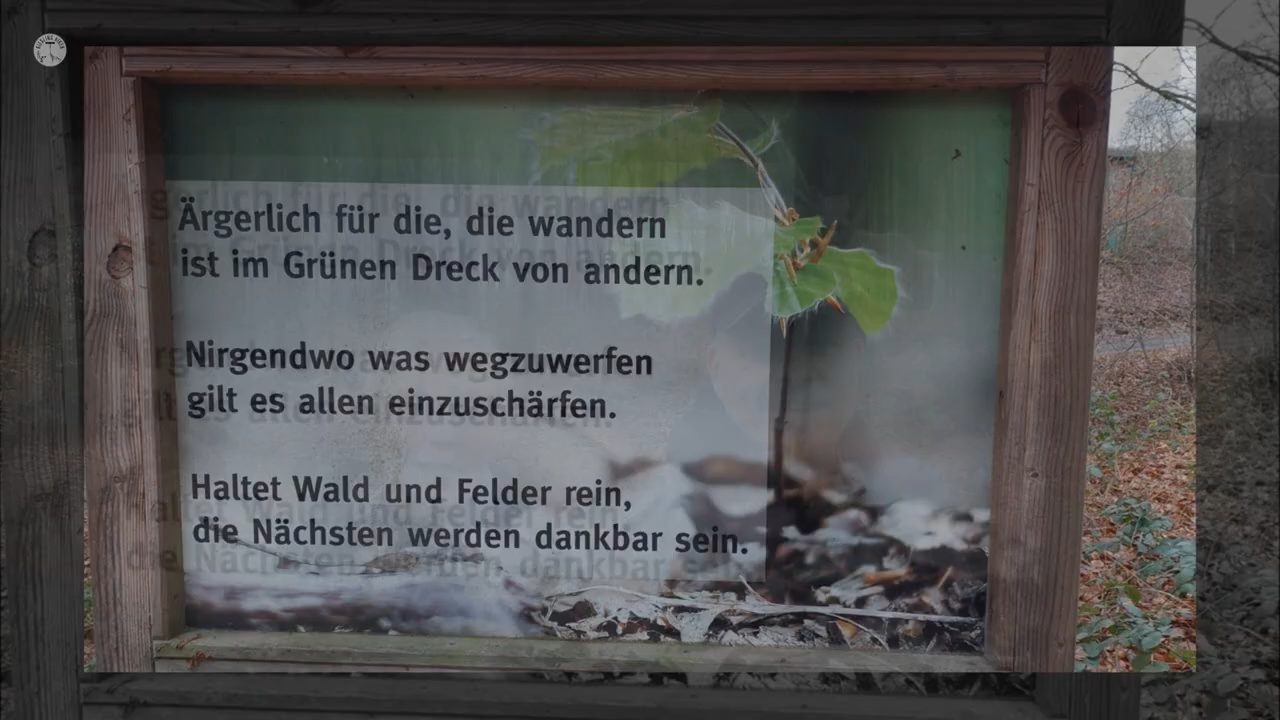 Ärgerlich für die, die wandern
ist im Grünen Dreck von andern.
Nirgendwo was wegzuwerfen
gilt es allen einzuschärfen.
Haltet Wald und Felder rein,
die Nächsten werden dankbar sein.